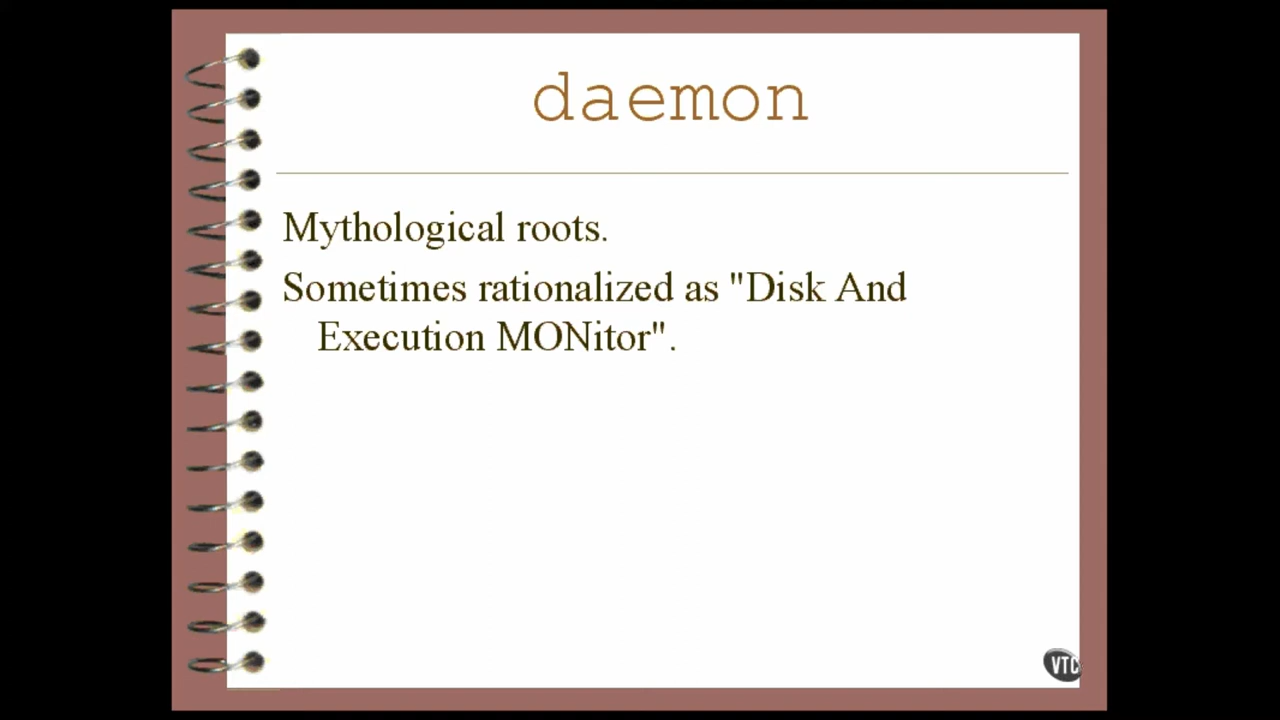 daemon
Mythological roots.
Sometimes rationalized as "Disk And
Execution MONitor".
VTC